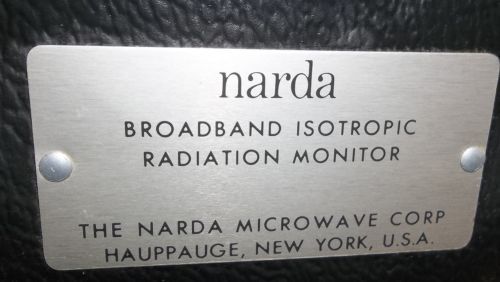 narda
BROADBAND ISOTROPIC
RADIATION MONITOR
THE NARDA MICROWAVE CORP
HAUPPAUGE, NEW YORK, U.S.A.